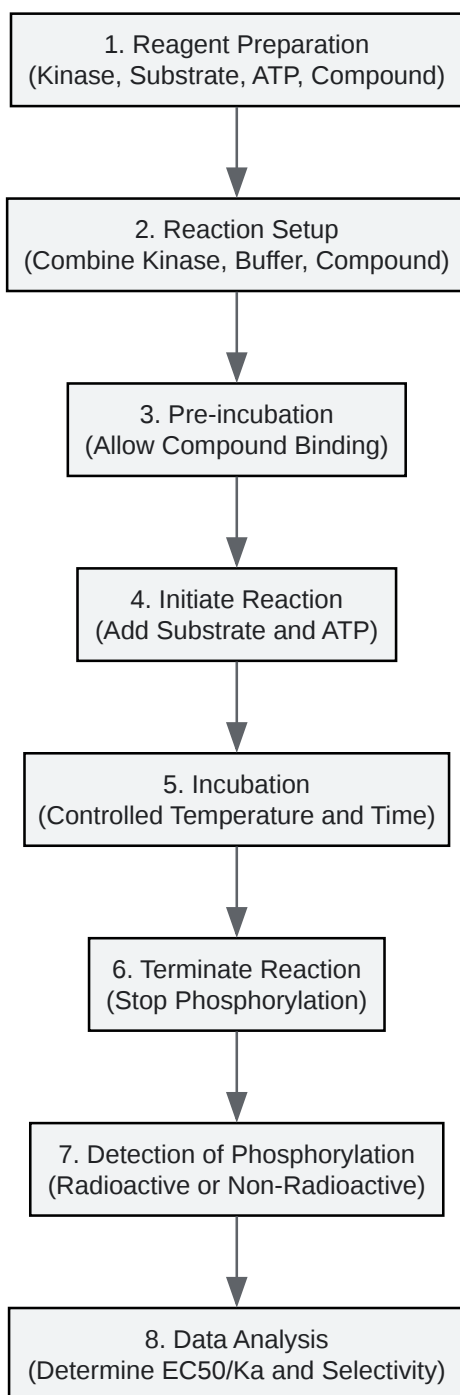 1. Reagent Preparation
(Kinase, Substrate, ATP, Compound)
2. Reaction Setup
(Combine Kinase, Buffer, Compound)
3. Pre-incubation
(Allow Compound Binding)
4. Initiate Reaction
(Add Substrate and ATP)
5. Incubation
(Controlled Temperature and Time)
6. Terminate Reaction
(Stop Phosphorylation)
7. Detection of Phosphorylation
(Radioactive or Non-Radioactive)
8. Data Analysis
(Determine EC50/Ka and Selectivity)